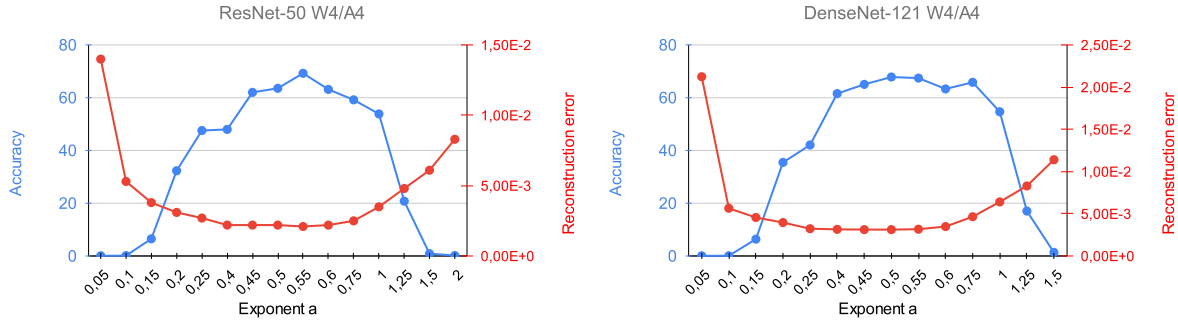 ResNet-50 W4/A4
80
60
40
20
0
Accuracy
1,50E-2
1,00E-2
5,00E-3
0,00E+0
Reconstruction error
0,05
0,1
0,15
0,2
0,25
0,4
0,45
0,5
0,55
0,6
0,75
1
1,25
1,5
2
Exponent a
DenseNet-121 W4/A4
80
60
40
20
0
Accuracy
2,50E-2
2,00E-2
1,50E-2
1,00E-2
5,00E-3
0,00E+0
Reconstruction error
0,05
0,1
0,15
0,2
0,25
0,4
0,45
0,5
0,55
0,6
0,75
1
1,25
1,5
Exponent a